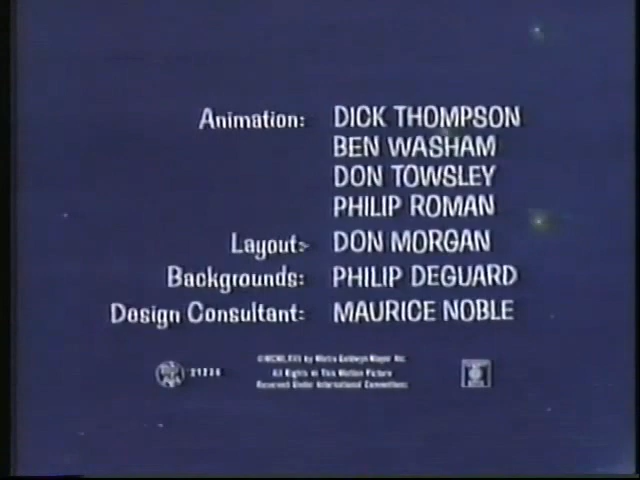 Animation: DICK THOMPSON
BEN WASHAM
DON TOWSLEY
PHILIP ROMAN
Layout: DON MORGAN
Backgrounds: PHILIP DEGUARD
Design Consultant: MAURICE NOBLE
by Metro Goldwyn Mayer Inc.
All Rights in This Motion Picture
Reserved Under International Conventions